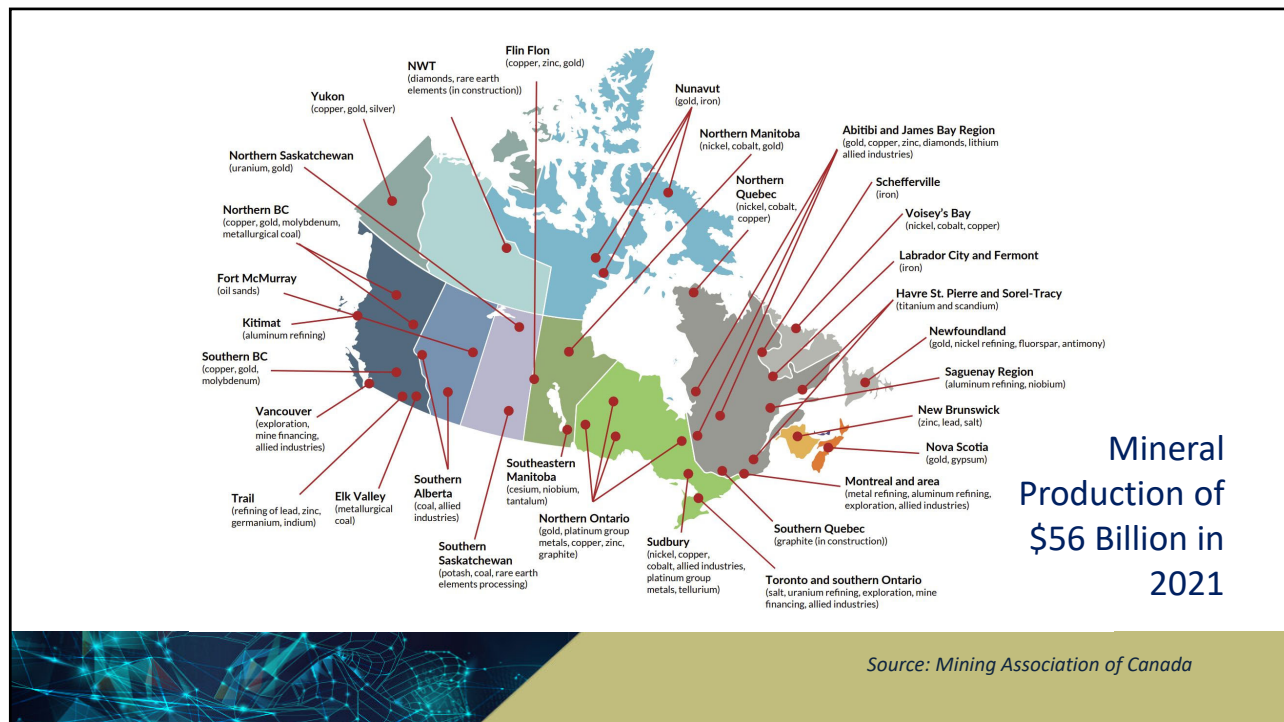 Flin Flon
(copper, zinc, gold)
NWT
(diamonds, rare earth
elements (in construction))
Yukon
(copper, gold, silver)
Nunavut
(gold, iron)
Northern Manitoba
(nickel, cobalt, gold)
Abitibi and James Bay Region
(gold, copper, zinc, diamonds, lithium
allied industries)
Northern Saskatchewan
(uranium, gold)
Northern
Quebec
(nickel, cobalt,
copper)
Schefferville
(iron)
Northern BC
(copper, gold, molybdenum,
metallurgical coal)
Voisey's Bay
(nickel, cobalt, copper)
Labrador City and Fermont
(iron)
Fort McMurray
(oil sands)
Havre St. Pierre and Sorel-Tracy
(titanium and scandium)
Kitimat
(aluminum refining)
Newfoundland
(gold, nickel refining, fluorspar, antimony)
Southern BC
(copper, gold,
molybdenum)
Saguenay Region
(aluminum refining, niobium)
Vancouver
(exploration,
mine financing,
allied industries)
New Brunswick
(zinc, lead, salt)
Nova Scotia
(gold, gypsum)
Trail
(refining of lead, zinc,
germanium, indium)
Elk Valley
(metallurgical
coal)
Southern
Alberta
(coal, allied
industries)
Southeastern
Manitoba
(cesium, niobium,
tantalum)
Montreal and area
(metal refining, aluminum refining,
exploration, allied industries)
Southern
Saskatchewan
(potash, coal, rare earth
elements processing)
Northern Ontario
(gold, platinum group
metals, copper, zinc,
graphite)
Sudbury
(nickel, copper,
cobalt, allied industries,
platinum group
metals, tellurium)
Southern Quebec
(graphite (in construction))
Toronto and southern Ontario
(salt, uranium refining, exploration, mine
financing, allied industries)
Mineral
Production of
$56 Billion in
2021
Source: Mining Association of Canada